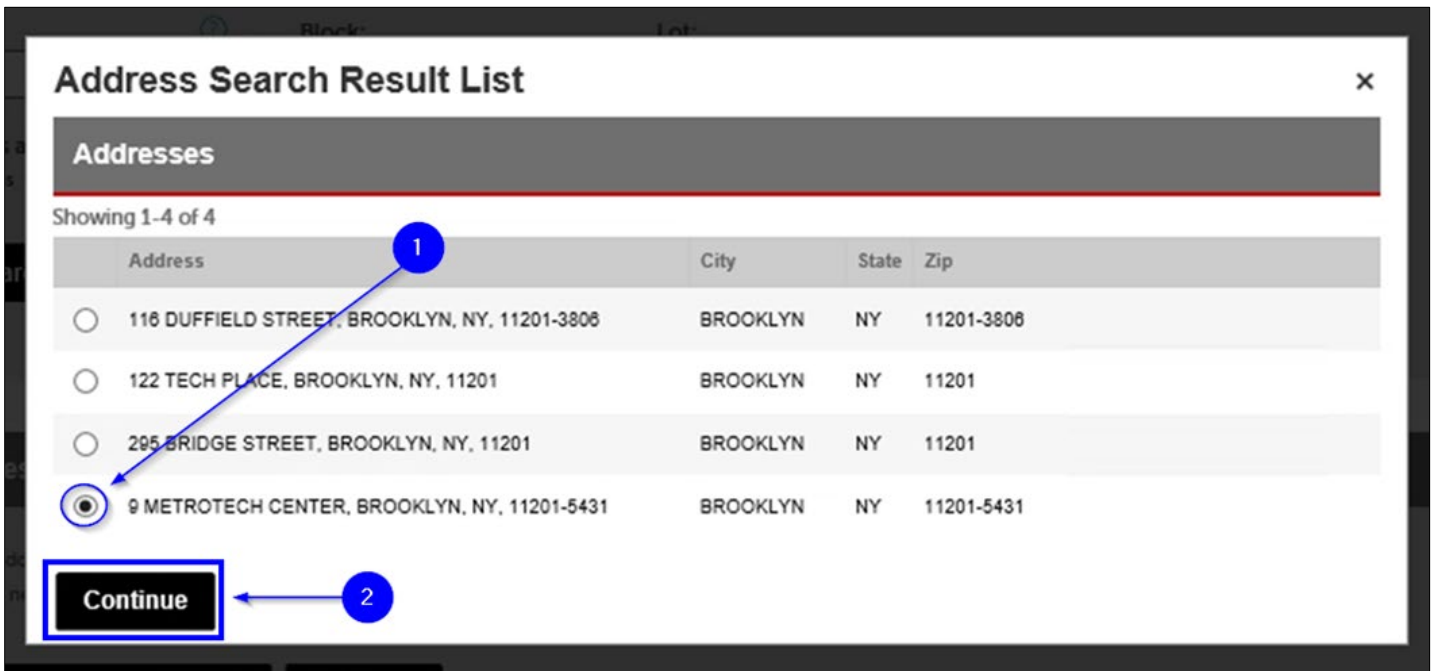 Block: Lot:
Address Search Result List ×
Addresses
Showing 1-4 of 4
1
Address City State Zip
116 DUFFIELD STREET, BROOKLYN, NY, 11201-3806 BROOKLYN NY 11201-3806
122 TECH PLACE, BROOKLYN, NY, 11201 BROOKLYN NY 11201
295 BRIDGE STREET, BROOKLYN, NY, 11201 BROOKLYN NY 11201
9 METROTECH CENTER, BROOKLYN, NY, 11201-5431 BROOKLYN NY 11201-5431
Continue 2